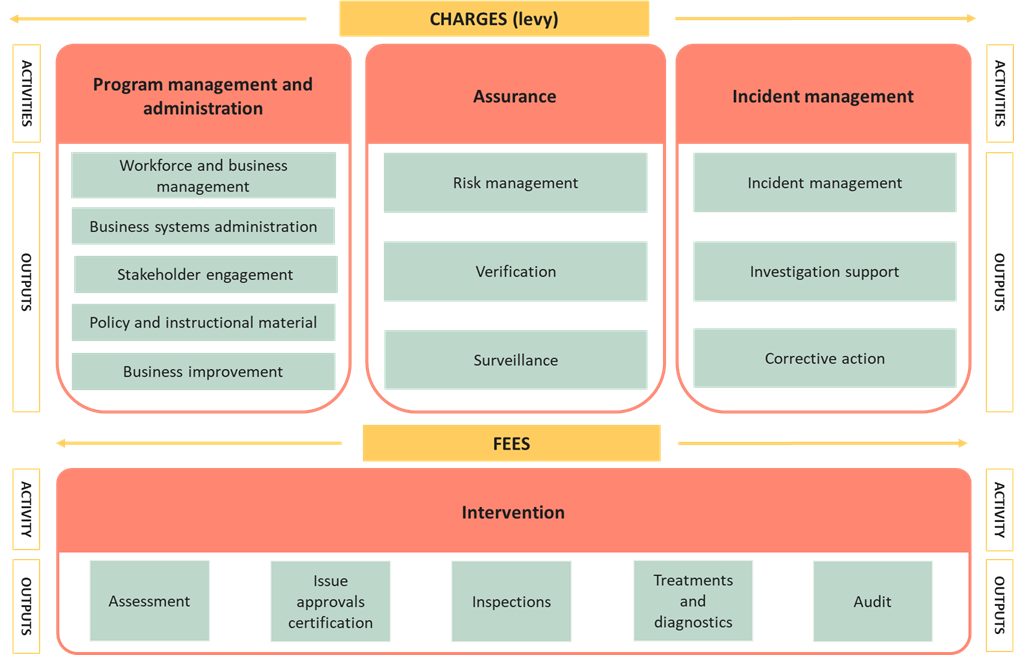 CHARGES (levy)
ACTIVITIES
Program management and
administration
Assurance
Incident management
ACTIVITIES
OUTPUTS
Workforce and business
management
Business systems administration
Stakeholder engagement
Policy and instructional material
Business improvement
Risk management
Verification
Surveillance
Incident management
Investigation support
Corrective action
OUTPUTS
FEES
ACTIVITY
Intervention
ACTIVITY
OUTPUTS
Assessment
Issue
approvals
certification
Inspections
Treatments
and
diagnostics
Audit
OUTPUTS